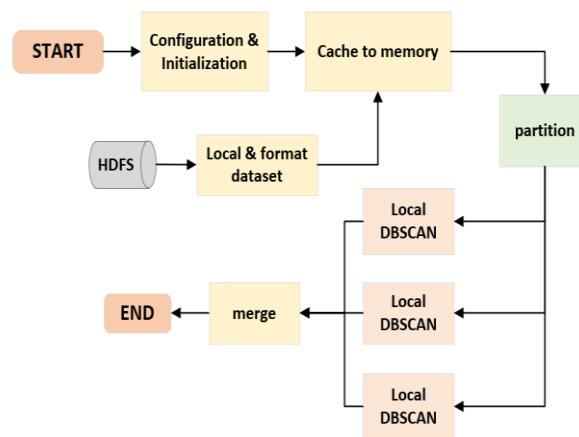 START
Configuration &
Initialization
Cache to memory
partition
HDFS
Local & format
dataset
Local
DBSCAN
Local
DBSCAN
Local
DBSCAN
merge
END